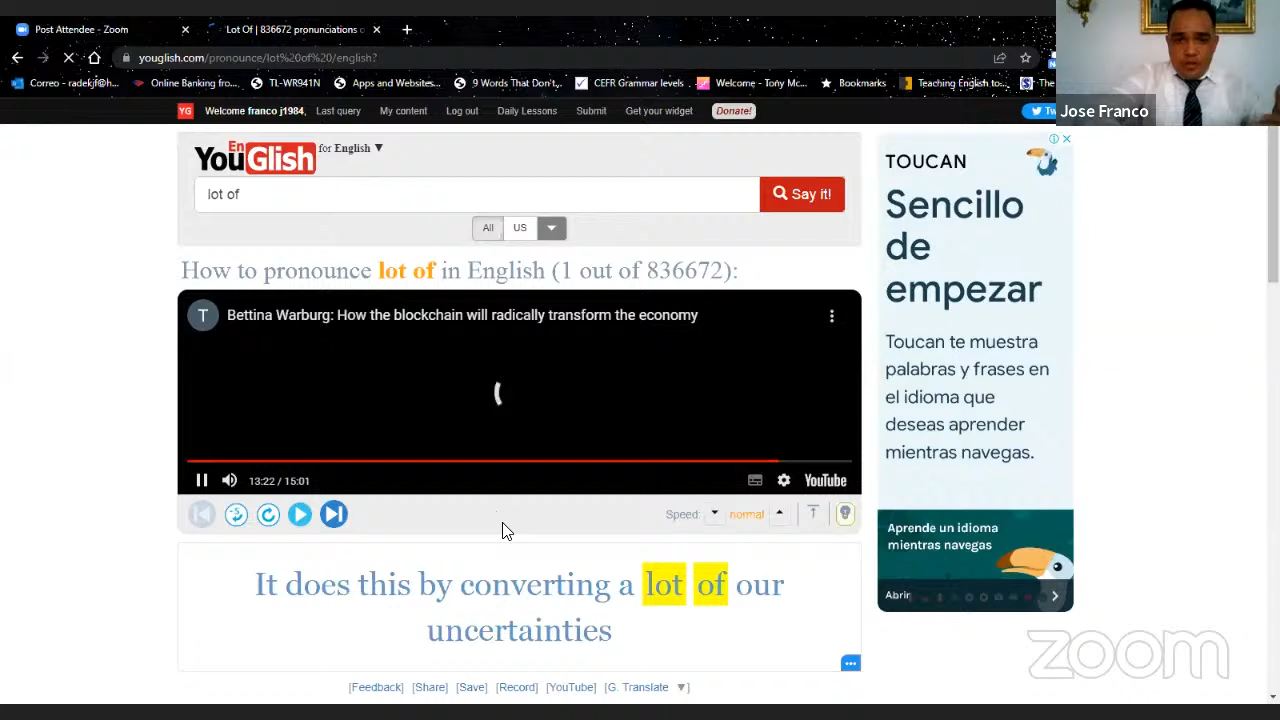 Post Attendee - Zoom
Lot Of | 836672 pronunciations o
youglish.com/pronounce/lot%20of%20/english?
Correo - radekjf@h...
Online Banking fro...
TL-WR941N
Apps and Websites...
9 Words That Don't...
CEFR Grammar levels
Welcome - Tony Mc...
Bookmarks
Teaching English to...
The
Jose Franco
YG
Welcome franco j1984,
Last query
My content
Log out
Daily Lessons
Submit
Get your widget
Donate!
Tw
En
YouGlish for English ▼
lot of
Say it!
All
US
How to pronounce lot of in English (1 out of 836672):
T
Bettina Warburg: How the blockchain will radically transform the economy
13:22 / 15:01
YouTube
Speed:
normal
It does this by converting a lot of our
uncertainties
[Feedback] [Share] [Save] [Record] [YouTube] [G. Translate ▼]
TOUCAN
Sencillo
de
empezar
Toucan te muestra
palabras y frases en
el idioma que
deseas aprender
mientras navegas.
Aprende un idioma
mientras navegas
Abrir
zoom